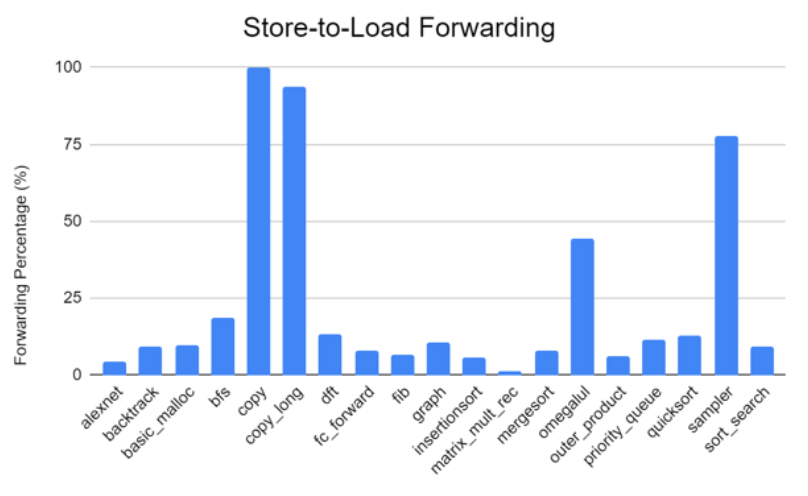 Store-to-Load Forwarding
Forwarding Percentage (%)
100
75
50
25
0
alexnet
backtrack
basic_malloc
bfs
copy
copy_long
dft
fc_forward
fib
graph
insertionsort
matrix_mult_rec
mergesort
omegalul
outer_product
priority_queue
quicksort
sampler
sort_search